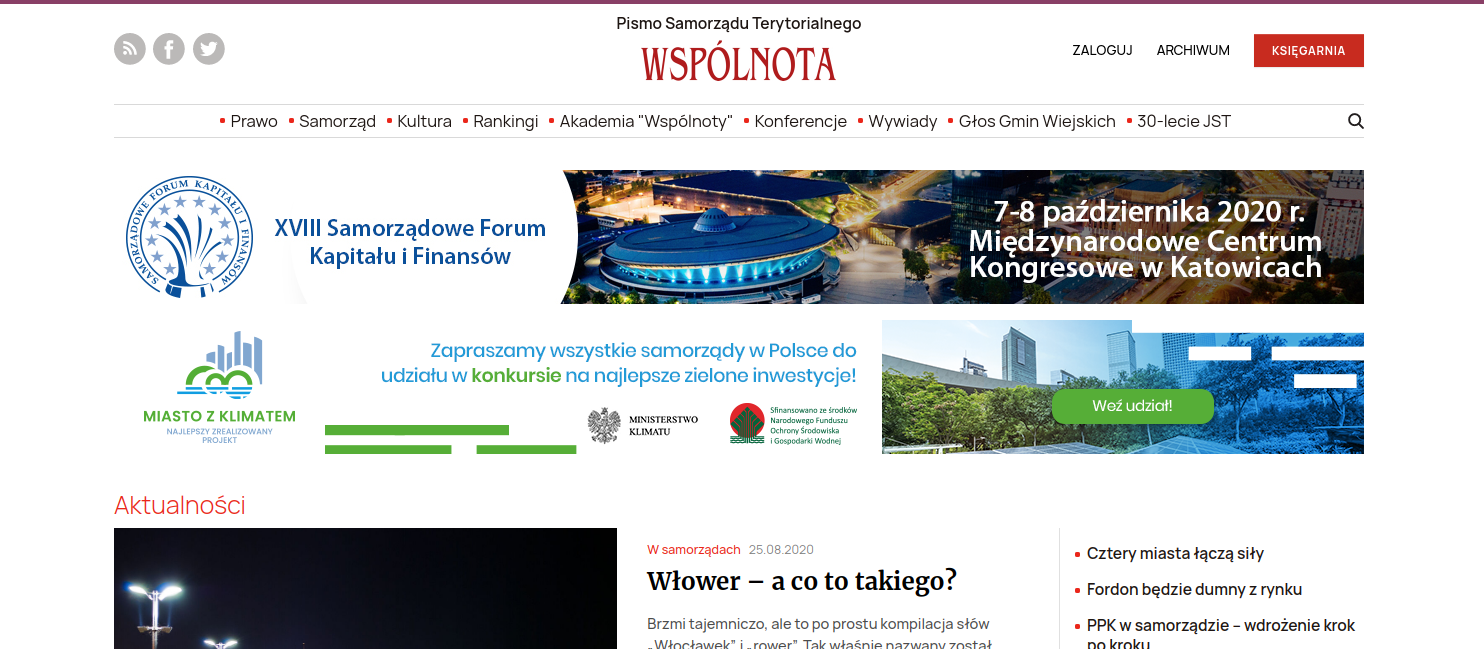 Pismo Samorządu Terytorialnego
WSPÓLNOTA
ZALOGUJ ARCHIWUM KSIĘGARNIA
Prawo Samorząd Kultura Rankingi Akademia "Wspólnoty" Konferencje Wywiady Głos Gmin Wiejskich 30-lecie JST
SAMORZĄDOWE FORUM KAPITAŁU I FINANSÓW
XVIII Samorządowe Forum
Kapitału i Finansów
7-8 października 2020 r.
Międzynarodowe Centrum
Kongresowe w Katowicach
MIASTO Z KLIMATEM
NAJLEPSZY ZREALIZOWANY
PROJEKT
Zapraszamy wszystkie samorządy w Polsce do
udziału w konkursie na najlepsze zielone inwestycje!
MINISTERSTWO
KLIMATU
Sfinansowano ze środków
Narodowego Funduszu
Ochrony Środowiska
i Gospodarki Wodnej
Weź udział!
Aktualności
W samorządach 25.08.2020
Włower – a co to takiego?
Brzmi tajemniczo, ale to po prostu kompilacja słów
„Włocławek” i „rower”. Tak właśnie nazwany został
Cztery miasta łączą siły
Fordon będzie dumny z rynku
PPK w samorządzie – wdrożenie krok
po kroku